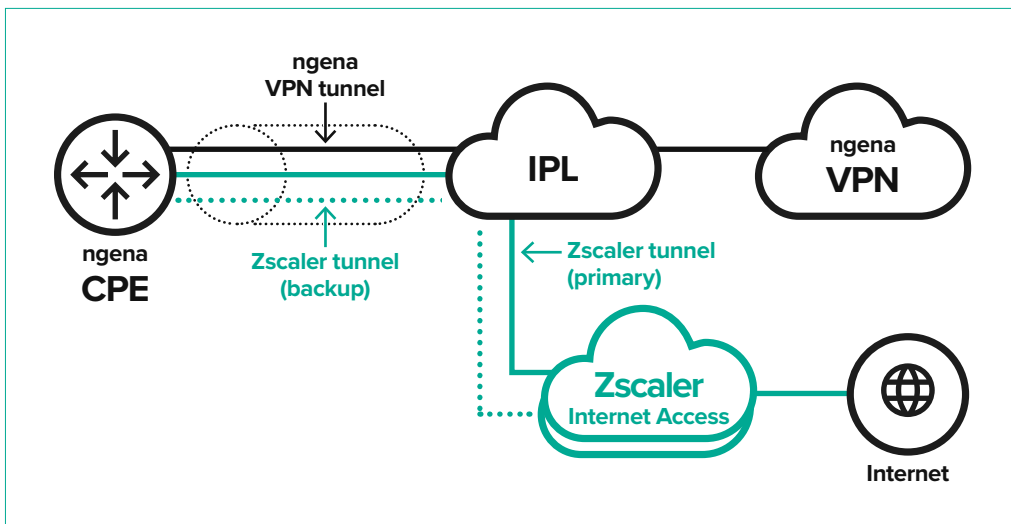 ngena
VPN tunnel
IPL
ngena
VPN
ngena
CPE
Zscaler tunnel
(backup)
Zscaler tunnel
(primary)
Zscaler
Internet Access
Internet